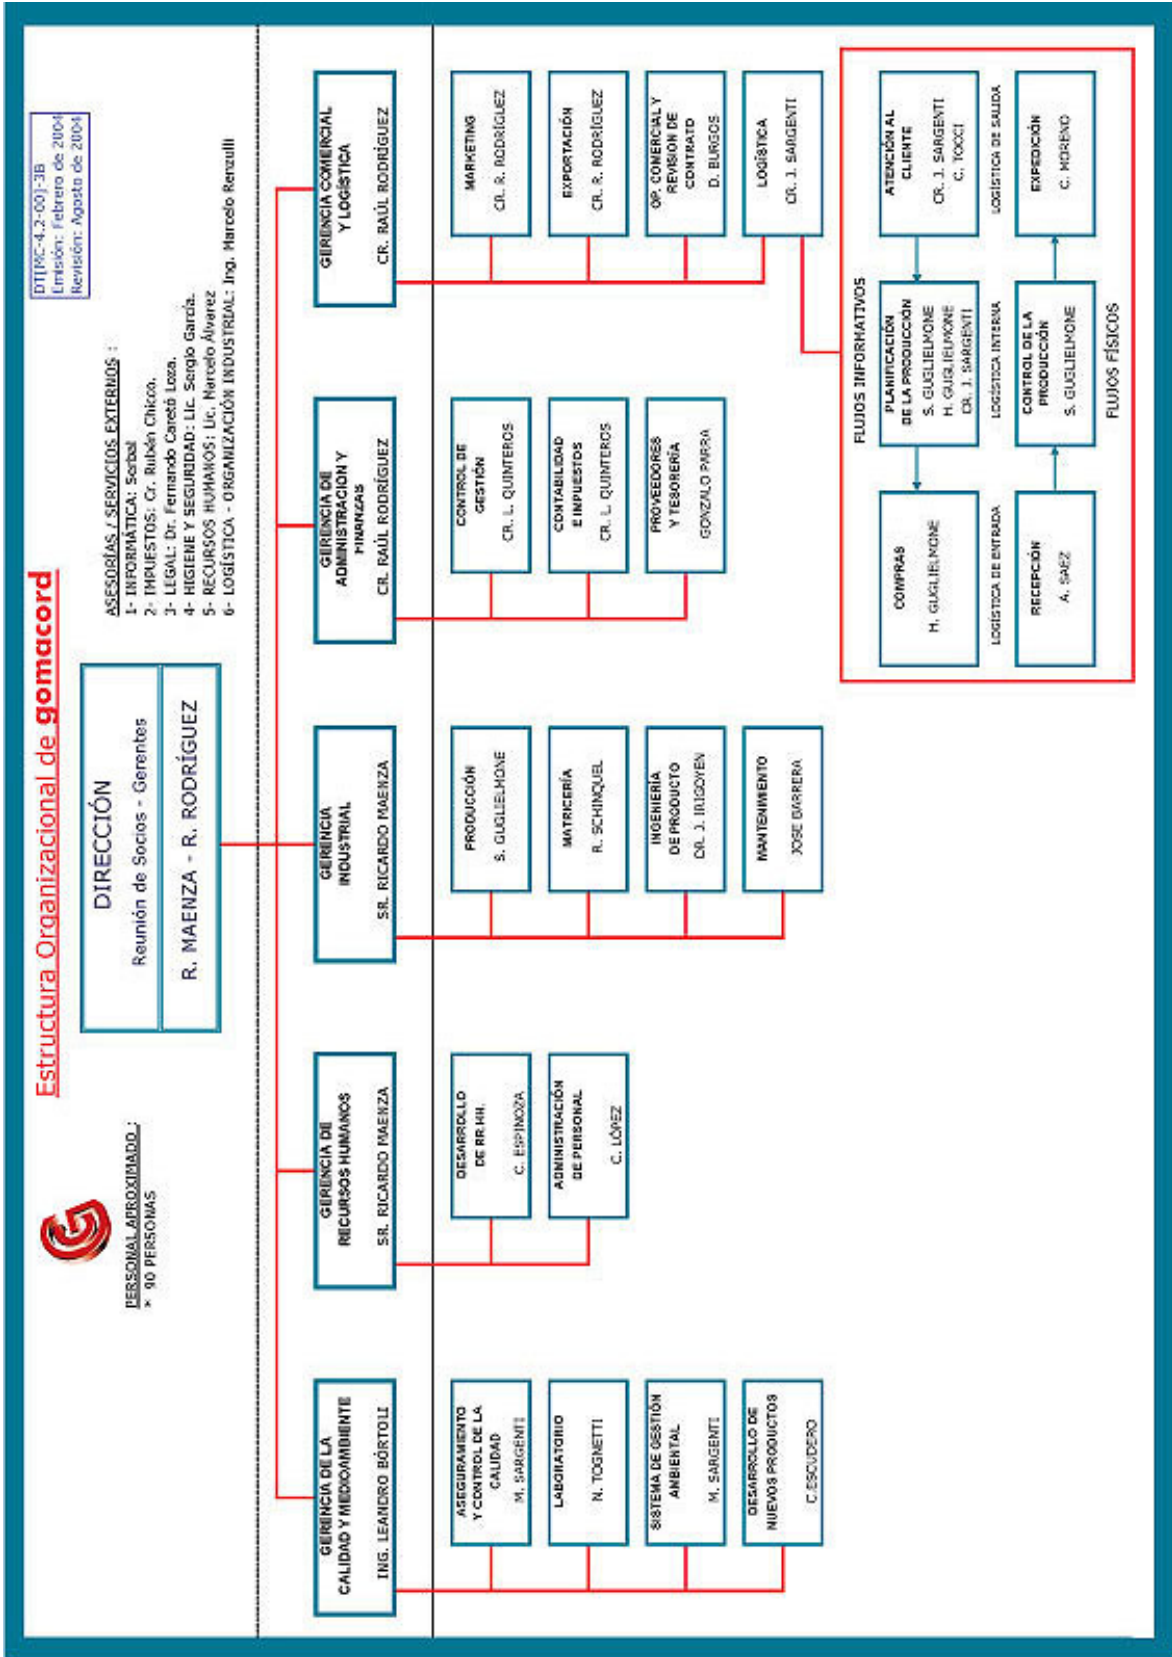 Estructura Organizacional de gomacord
DT[MC-4.2-00]-3B
Emisión: Febrero de 2004
Revisión: Agosto de 2004
PERSONAL APROXIMADO :
* 90 PERSONAS
DIRECCIÓN
Reunión de Socios - Gerentes
R. MAENZA - R. RODRÍGUEZ
ASESORÍAS / SERVICIOS EXTERNOS :
1- INFORMÁTICA: Serbal
2- IMPUESTOS: Cr. Rubén Chicco.
3- LEGAL: Dr. Fernando Caretó Loza.
4- HIGIENE Y SEGURIDAD: Lic. Sergio García.
5- RECURSOS HUMANOS: Lic. Marcelo Álvarez
6- LOGÍSTICA - ORGANIZACIÓN INDUSTRIAL: Ing. Marcelo Renzulli
GERENCIA DE LA
CALIDAD Y MEDIOAMBIENTE
ING. LEANDRO BÓRTOLI
ASEGURAMIENTO
Y CONTROL DE LA
CALIDAD
M. SARGENTI
LABORATORIO
N. TOGNETTI
SISTEMA DE GESTIÓN
AMBIENTAL
M. SARGENTI
DESARROLLO DE
NUEVOS PRODUCTOS
C.ESCUDERO
GERENCIA DE
RECURSOS HUMANOS
SR. RICARDO MAENZA
DESARROLLO
DE RR.HH.
C. ESPINOZA
ADMINISTRACIÓN
DE PERSONAL
C. LÓPEZ
GERENCIA
INDUSTRIAL
SR. RICARDO MAENZA
PRODUCCIÓN
S. GUGLIELMONE
MATRICERÍA
R. SCHINQUEL
INGENIERÍA
DE PRODUCTO
DR. J. IRIGOYEN
MANTENIMIENTO
JOSE BARRERA
GERENCIA DE
ADMINISTRACION Y
FINANZAS
CR. RAÚL RODRÍGUEZ
CONTROL DE
GESTIÓN
CR. L. QUINTEROS
CONTABILIDAD
E IMPUESTOS
CR. L. QUINTEROS
PROVEEDORES
Y TESORERÍA
GONZALO PARRA
GERENCIA COMERCIAL
Y LOGÍSTICA
CR. RAÚL RODRÍGUEZ
MARKETING
CR. R. RODRÍGUEZ
EXPORTACIÓN
CR. R. RODRÍGUEZ
OP. COMERCIAL Y
REVISION DE
CONTRATO
D. BURGOS
LOGÍSTICA
CR. J. SARGENTI
FLUJOS INFORMATIVOS
COMPRAS
H. GUGLIELMONE
PLANIFICACIÓN
DE LA PRODUCCIÓN
S. GUGLIELMONE
H. GUGLIELMONE
CR. J. SARGENTI
ATENCIÓN AL
CLIENTE
CR. J. SARGENTI
C. TOCCI
LOGÍSTICA DE ENTRADA
LOGÍSTICA INTERNA
LOGÍSTICA DE SALIDA
RECEPCIÓN
A. SAEZ
CONTROL DE LA
PRODUCCIÓN
S. GUGLIELMONE
EXPEDICIÓN
C. MORENO
FLUJOS FÍSICOS